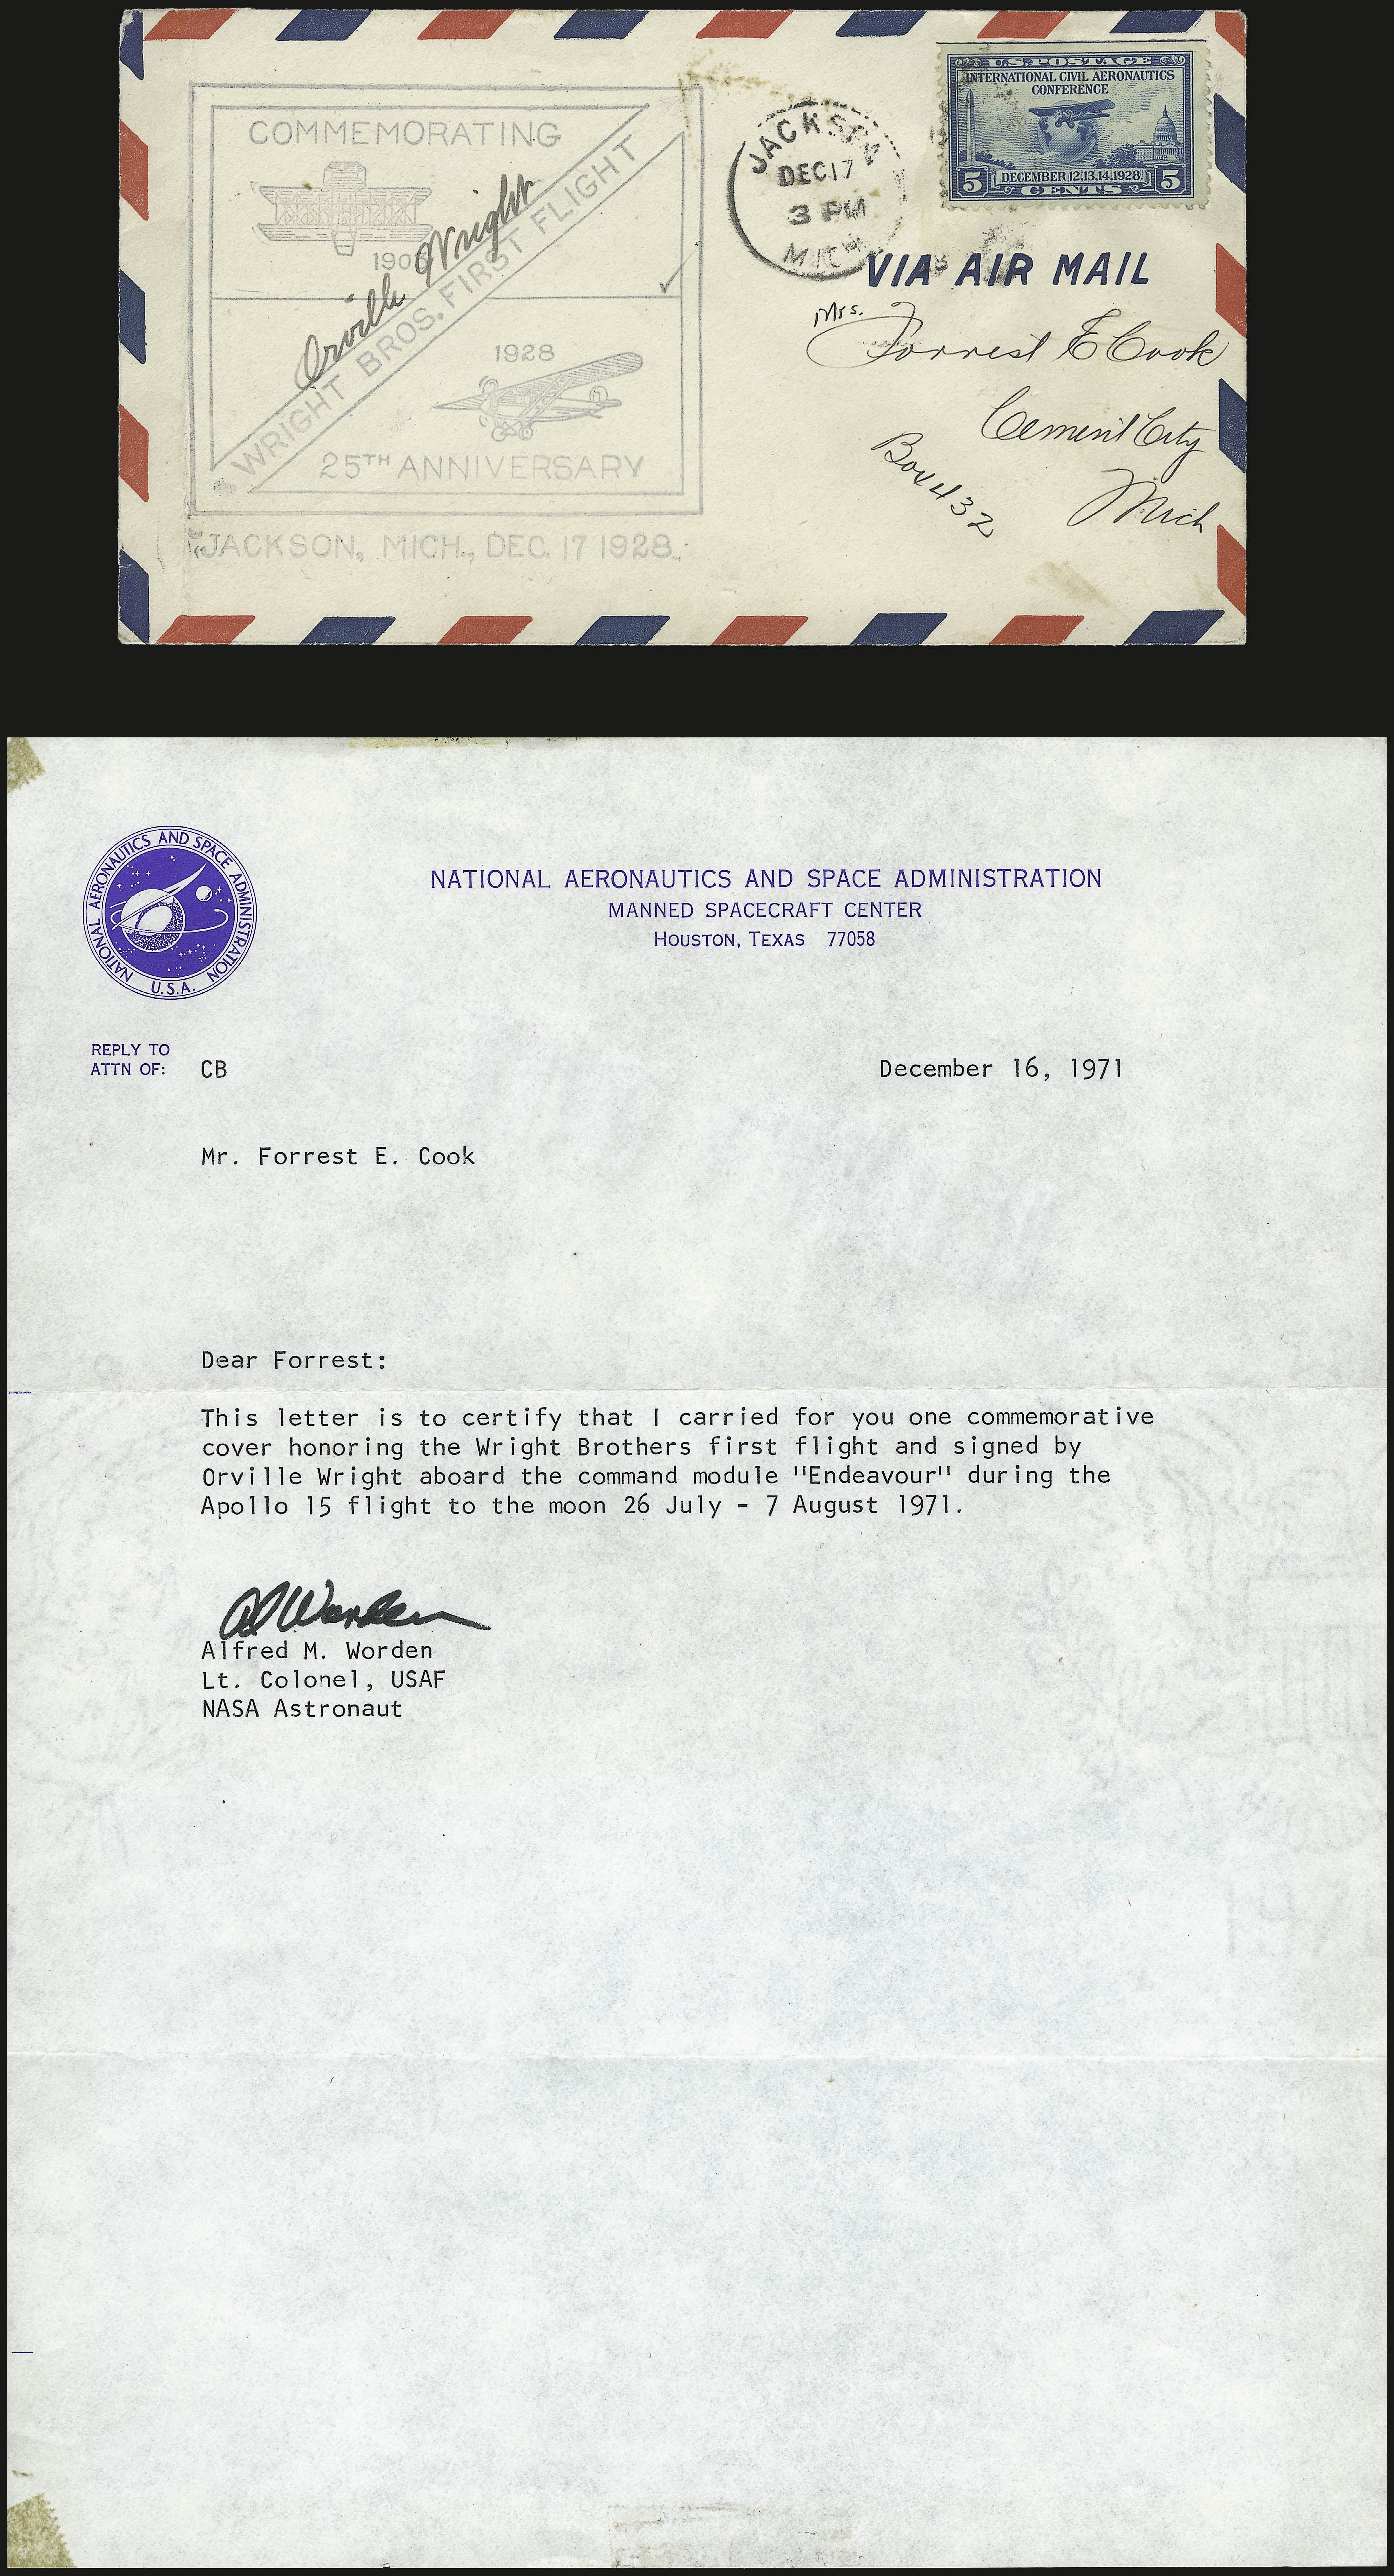 COMMEMORATING
190
Orville Wright
WRIGHT BROS. FIRST FLIGHT
1928
25TH ANNIVERSARY
JACKSON, MICH., DEC. 17 1928.
JACKSON
DEC 17
3 PM
MICH
U.S. POSTAGE
INTERNATIONAL CIVIL AERONAUTICS
CONFERENCE
DECEMBER 12,13,14,1928
5 CENTS 5
VIA AIR MAIL
Mrs.
Forrest E Cook
Cement City
Box 432
Mich
NATIONAL AERONAUTICS AND SPACE ADMINISTRATION
U.S.A.
NATIONAL AERONAUTICS AND SPACE ADMINISTRATION
MANNED SPACECRAFT CENTER
HOUSTON, TEXAS 77058
REPLY TO
ATTN OF: CB
December 16, 1971
Mr. Forrest E. Cook
Dear Forrest:
This letter is to certify that I carried for you one commemorative
cover honoring the Wright Brothers first flight and signed by
Orville Wright aboard the command module "Endeavour" during the
Apollo 15 flight to the moon 26 July - 7 August 1971.
Al Worden
Alfred M. Worden
Lt. Colonel, USAF
NASA Astronaut